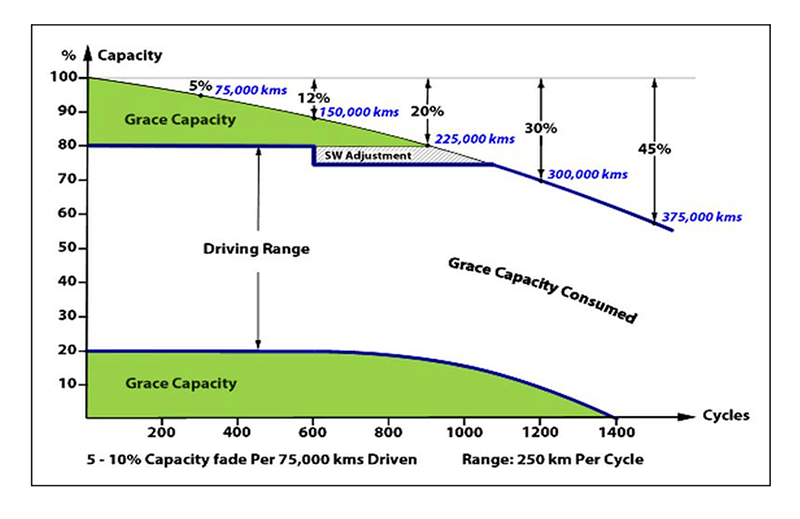 % Capacity
100
5% 75,000 kms
12%
90
150,000 kms
20%
Grace Capacity
30%
225,000 kms
80
45%
SW Adjustment
70
300,000 kms
60
375,000 kms
50
Driving Range
Grace Capacity Consumed
40
30
20
10
Grace Capacity
Cycles
200 400 600 800 1000 1200 1400
5 - 10% Capacity fade Per 75,000 kms Driven Range: 250 km Per Cycle